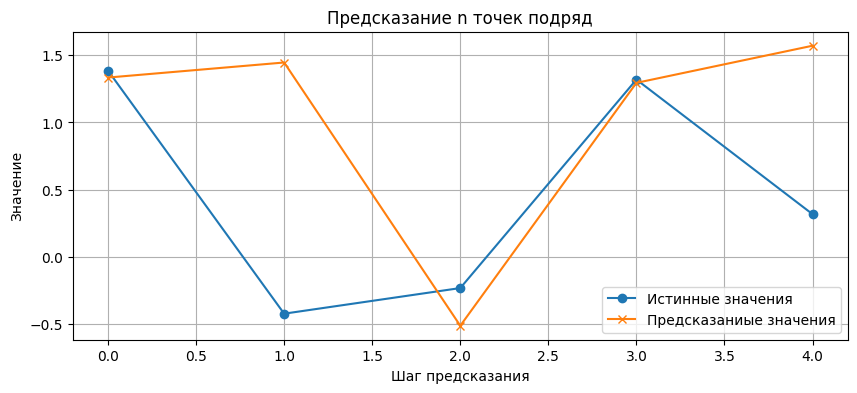 Предсказание n точек подряд
Значение
1.5
1.0
0.5
0.0
−0.5
0.0
0.5
1.0
1.5
2.0
2.5
3.0
3.5
4.0
Шаг предсказания
Истинные значения
Предсказаниые значения